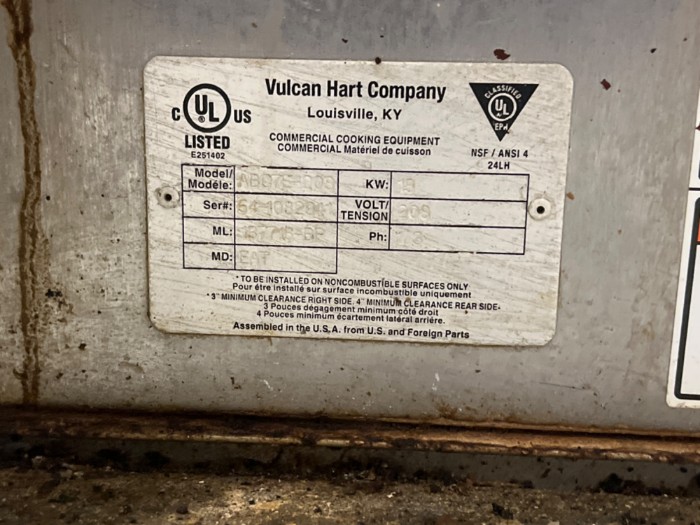 Vulcan Hart Company
Louisville, KY
C UL ® US
LISTED
E251402
CLASSIFIED
UL
EPH
COMMERCIAL COOKING EQUIPMENT
COMMERCIAL Matériel de cuisson
NSF / ANSI 4
24LH
Model/
Modéle:
KW:
Ser#:
VOLT/
TENSION
ML:
Ph:
MD: EAT
* TO BE INSTALLED ON NONCOMBUSTIBLE SURFACES ONLY
Pour être installé sur surface incombustible uniquement
* 3" MINIMUM CLEARANCE RIGHT SIDE. 4" MINIMUM CLEARANCE REAR SIDE.
3 Pouces dégagement minimum côté droit
4 Pouces minimum écartement latéral arrière.
Assembled in the U.S.A. from U.S. and Foreign Parts